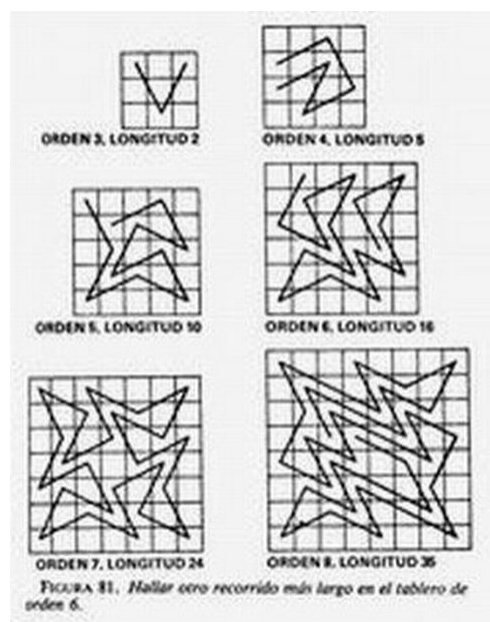 ORDEN 3, LONGITUD 2
ORDEN 4, LONGITUD 5
ORDEN 5, LONGITUD 10
ORDEN 6, LONGITUD 16
ORDEN 7, LONGITUD 24
ORDEN 8, LONGITUD 35
FIGURA 81. Hallar otro recorrido más largo en el tablero de
orden 6.